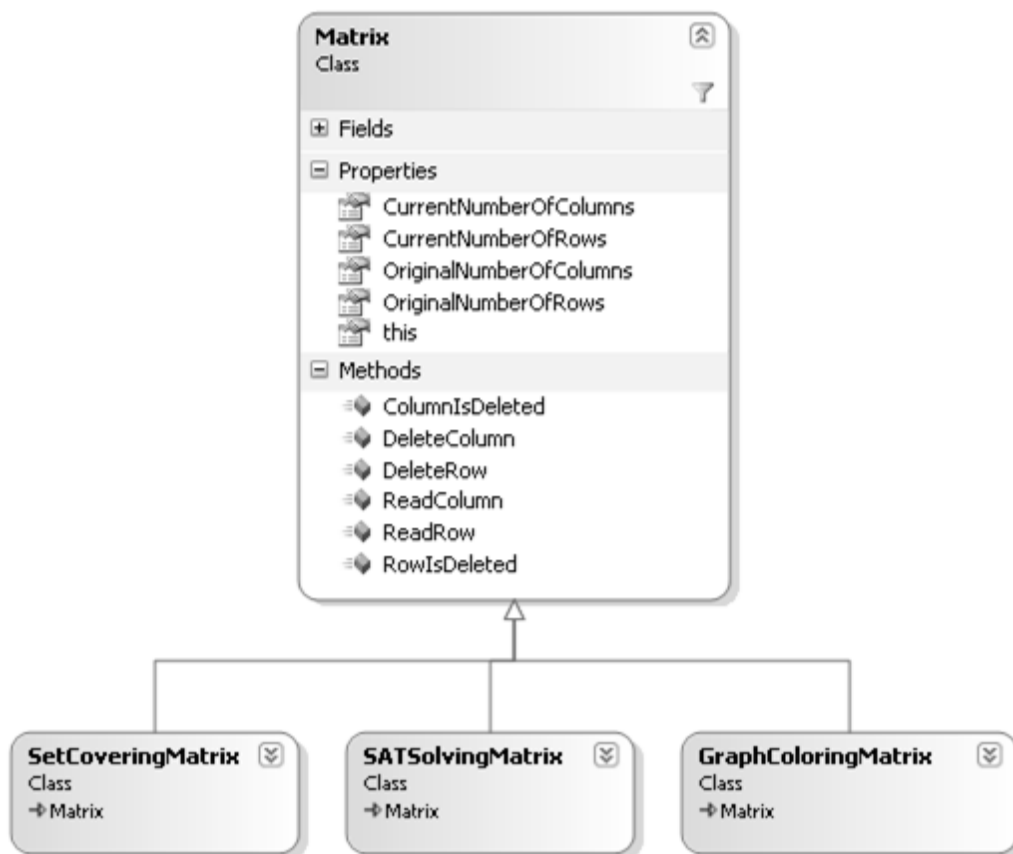 Matrix
Class
Fields
Properties
CurrentNumberOfColumns
CurrentNumberOfRows
OriginalNumberOfColumns
OriginalNumberOfRows
this
Methods
ColumnIsDeleted
DeleteColumn
DeleteRow
ReadColumn
ReadRow
RowIsDeleted
SetCoveringMatrix
Class
Matrix
SATSolvingMatrix
Class
Matrix
GraphColoringMatrix
Class
Matrix